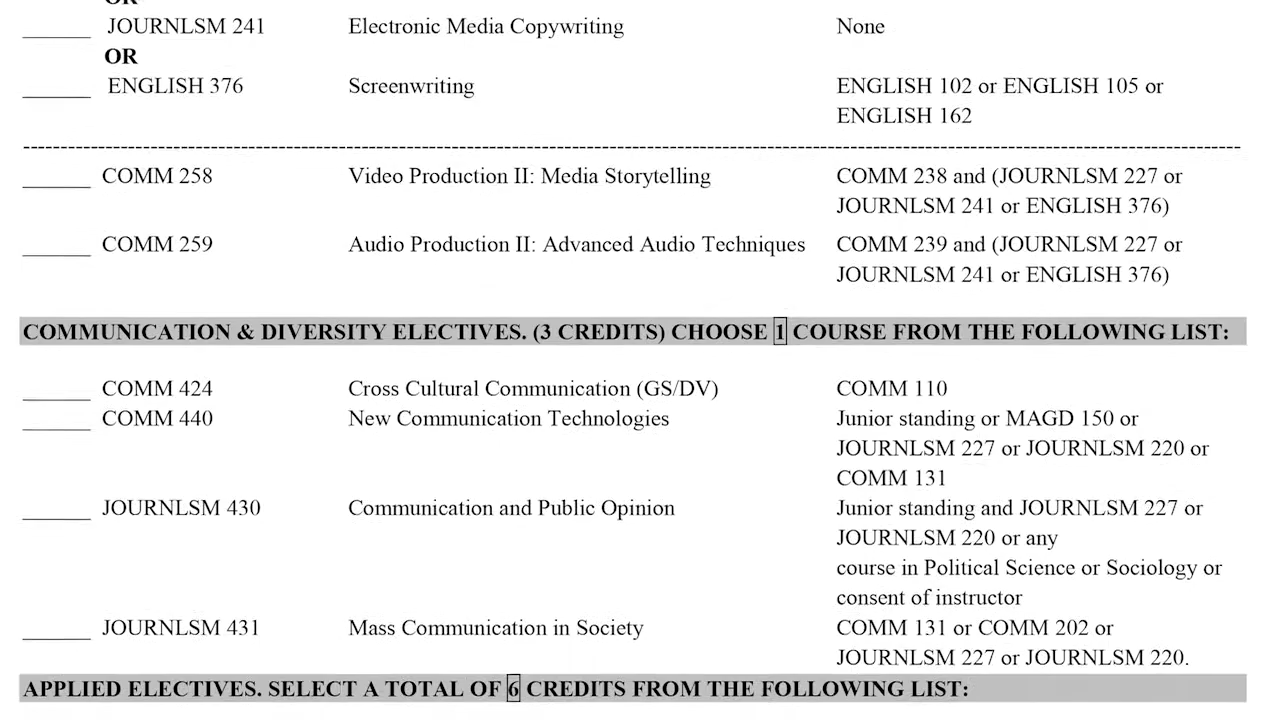 OR
JOURNLSM 241 Electronic Media Copywriting None
OR
ENGLISH 376 Screenwriting ENGLISH 102 or ENGLISH 105 or
ENGLISH 162
COMM 258 Video Production II: Media Storytelling COMM 238 and (JOURNLSM 227 or
JOURNLSM 241 or ENGLISH 376)
COMM 259 Audio Production II: Advanced Audio Techniques COMM 239 and (JOURNLSM 227 or
JOURNLSM 241 or ENGLISH 376)
COMMUNICATION & DIVERSITY ELECTIVES. (3 CREDITS) CHOOSE 1 COURSE FROM THE FOLLOWING LIST:
COMM 424 Cross Cultural Communication (GS/DV) COMM 110
COMM 440 New Communication Technologies Junior standing or MAGD 150 or
JOURNLSM 227 or JOURNLSM 220 or
COMM 131
JOURNLSM 430 Communication and Public Opinion Junior standing and JOURNLSM 227 or
JOURNLSM 220 or any
course in Political Science or Sociology or
consent of instructor
JOURNLSM 431 Mass Communication in Society COMM 131 or COMM 202 or
JOURNLSM 227 or JOURNLSM 220.
APPLIED ELECTIVES. SELECT A TOTAL OF 6 CREDITS FROM THE FOLLOWING LIST: